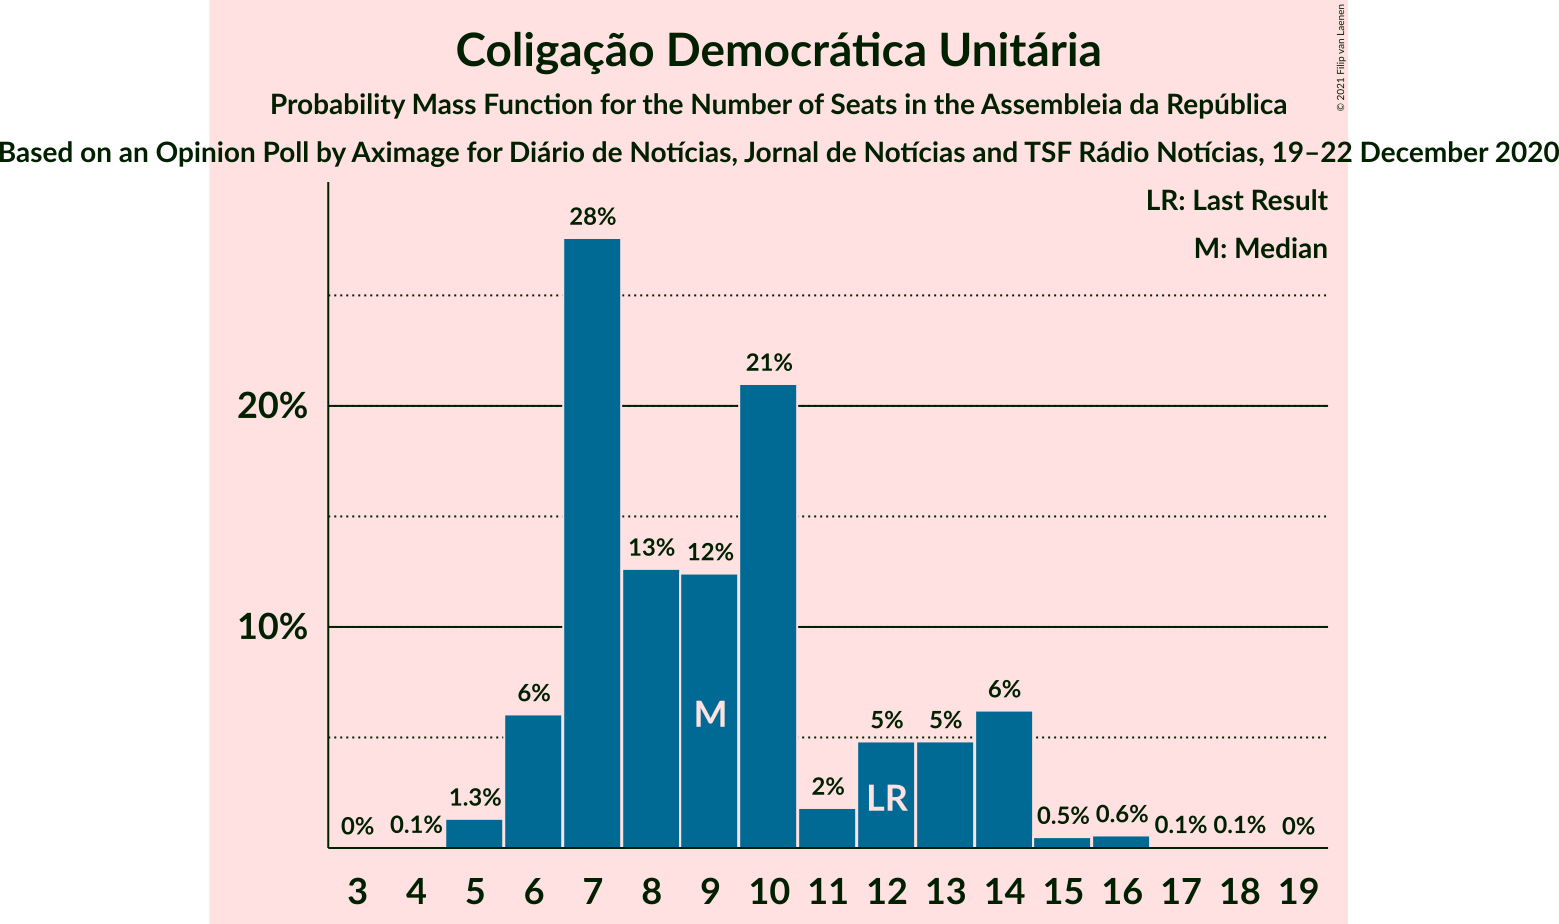 Coligação Democrática Unitária
Probability Mass Function for the Number of Seats in the Assembleia da República
Based on an Opinion Poll by Aximage for Diário de Notícias, Jornal de Notícias and TSF Rádio Notícias, 19–22 December 2020
© 2021 Filip van Laenen
LR: Last Result
M: Median
28%
21%
20%
13% 12%
10%
6% M 6%
5% 5%
1.3% 2% LR
0% 0.1% 0.5% 0.6% 0.1% 0.1% 0%
3 4 5 6 7 8 9 10 11 12 13 14 15 16 17 18 19